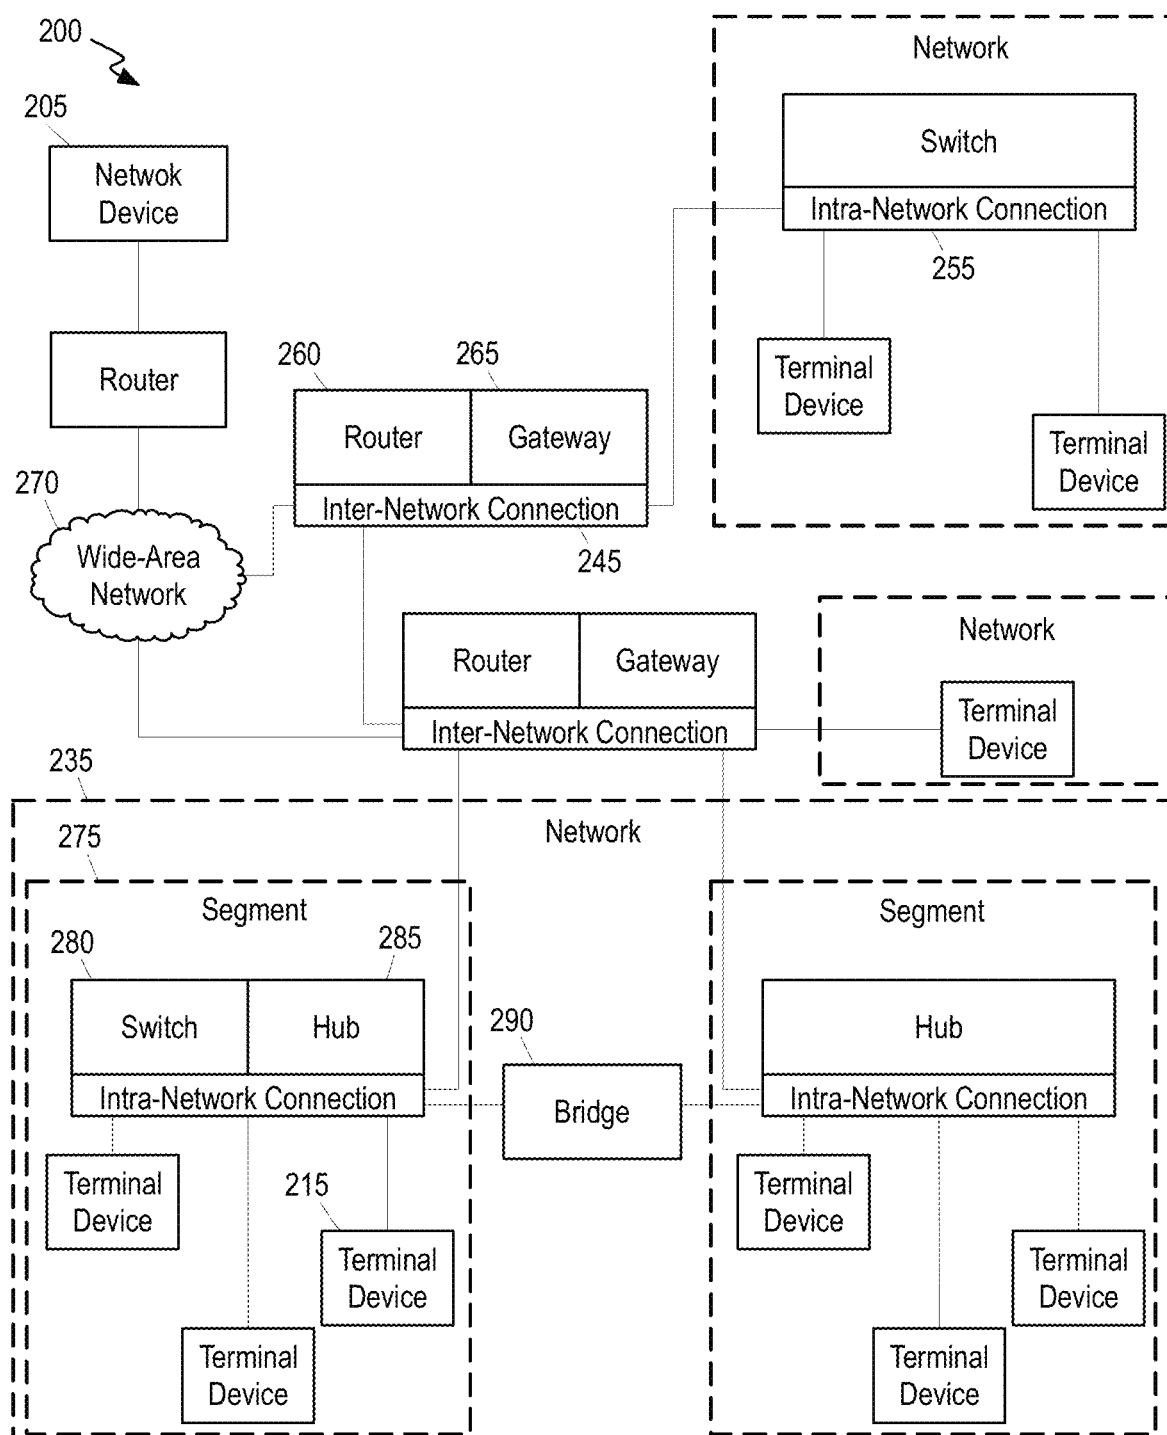 200
Network
205
Switch
Netwok
Device
Intra-Network Connection
255
260
265
Terminal
Device
Router
Router
Gateway
Terminal
Device
270
Inter-Network Connection
245
Wide-Area
Network
Network
Router
Gateway
Terminal
Device
Inter-Network Connection
235
Network
275
Segment
Segment
280
285
Switch
Hub
290
Hub
Intra-Network Connection
Bridge
Intra-Network Connection
Terminal
Device
215
Terminal
Device
Terminal
Device
Terminal
Device
Terminal
Device
Terminal
Device